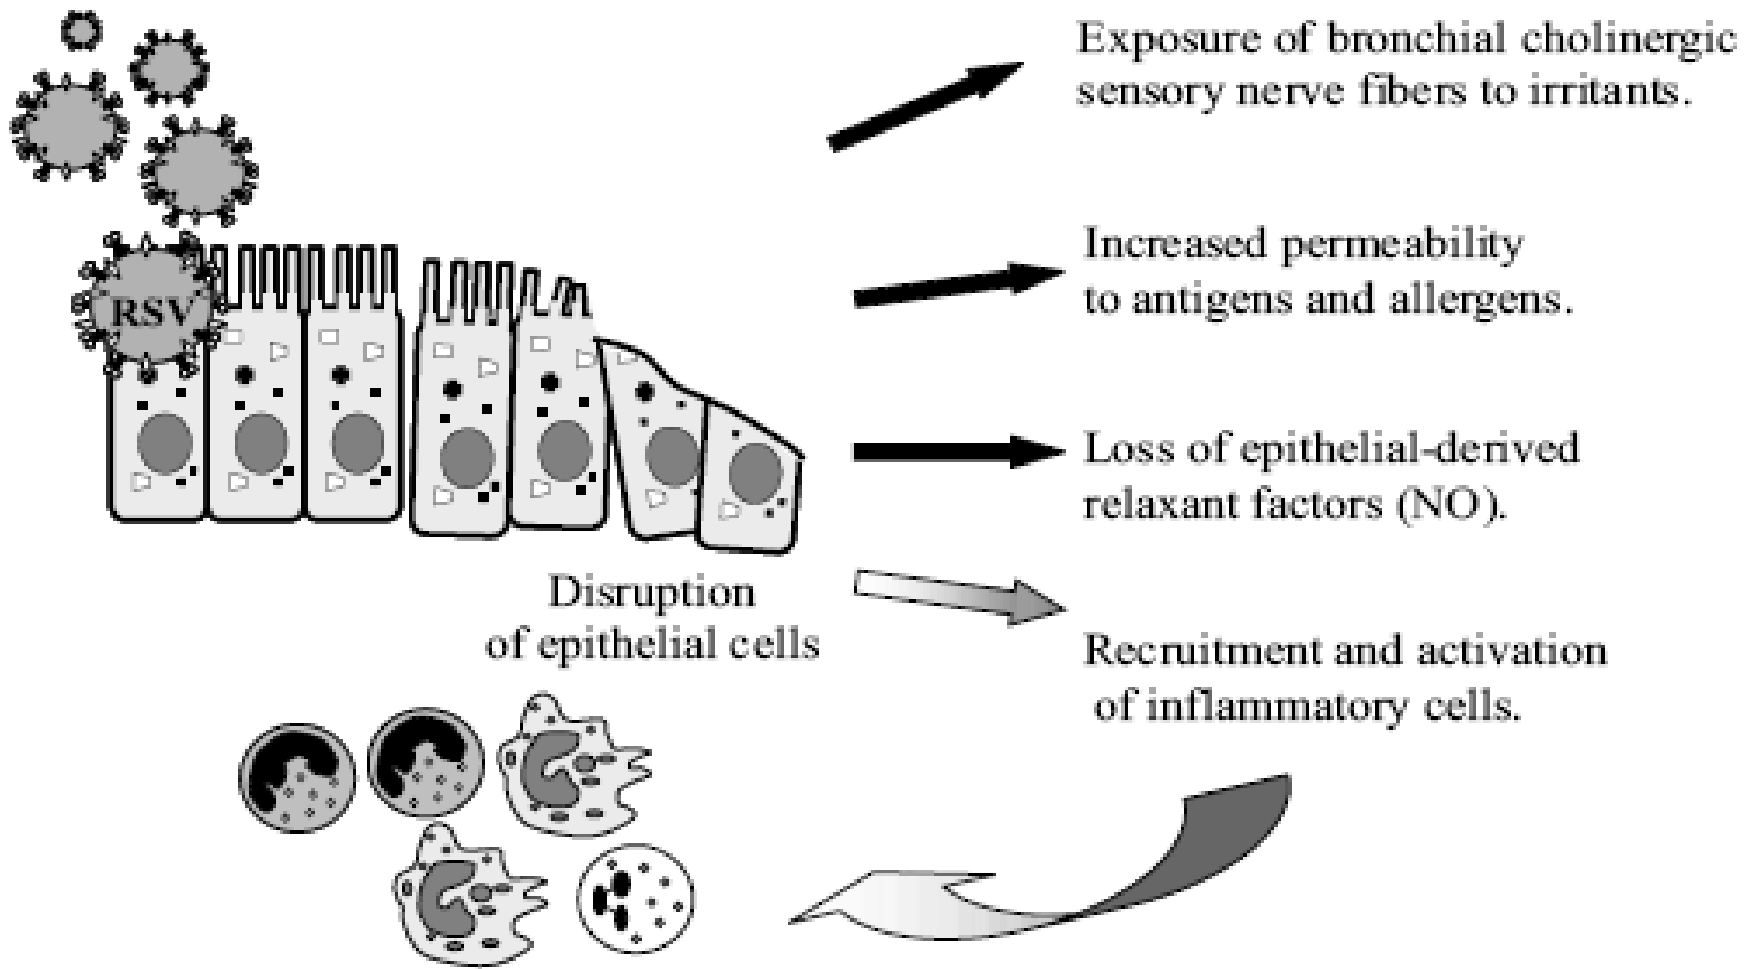 Exposure of bronchial cholinergic
sensory nerve fibers to irritants.
Increased permeability
to antigens and allergens.
RSV
Loss of epithelial-derived
relaxant factors (NO).
Disruption
of epithelial cells
Recruitment and activation
of inflammatory cells.